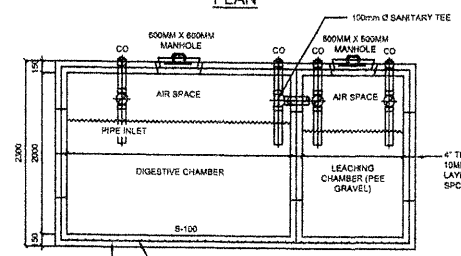 PLAN
100mm Ø SANITARY TEE
600MM X 600MM
MANHOLE
600MM X 600MM
MANHOLE
CO
CO
CO
CO
150
AIR SPACE
AIR SPACE
PIPE INLET
2300
2000
DIGESTIVE CHAMBER
LEACHING
CHAMBER (PEE
GRAVEL)
4" T
10M
LAY
SPC
S-100
150